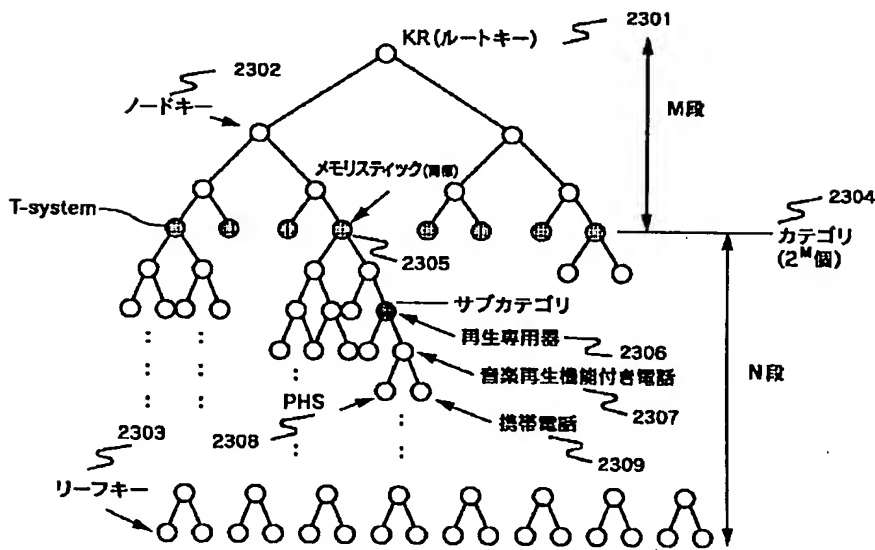 KR(ルートキー)
2301
2302
ノードキー
M段
メモリスティック
T-system
2304
カテゴリ
(2^M個)
2305
サブカテゴリ
再生専用器
2306
N段
音楽再生機能付き電話
2307
PHS
2308
携帯電話
2309
2303
リーフキー